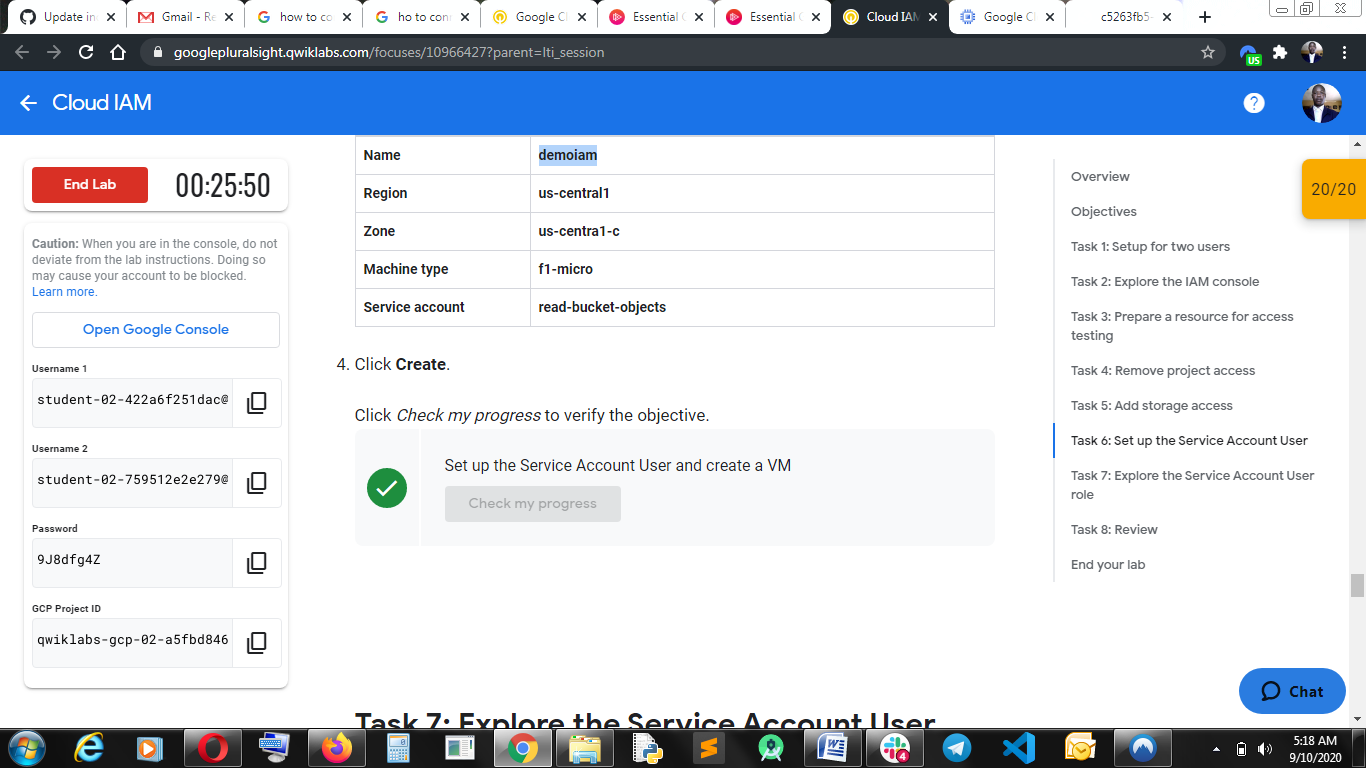 Update in
Gmail - Re
how to co
ho to conr
Google Cl
Essential G
Essential G
Cloud IAM
Google Cl
c5263fb5-
googlepluralsight.qwiklabs.com/focuses/10966427?parent=lti_session
US
Cloud IAM
End Lab
00:25:50
Caution: When you are in the console, do not
deviate from the lab instructions. Doing so
may cause your account to be blocked.
Learn more.
Open Google Console
Username 1
student-02-422a6f251dac@
Username 2
student-02-759512e2e279@
Password
9J8dfg4Z
GCP Project ID
qwiklabs-gcp-02-a5fbd846
Name demoiam
Region us-central1
Zone us-centra1-c
Machine type f1-micro
Service account read-bucket-objects
4. Click Create.
Click Check my progress to verify the objective.
Set up the Service Account User and create a VM
Check my progress
Task 7: Explore the Service Account User
Overview
Objectives
Task 1: Setup for two users
Task 2: Explore the IAM console
Task 3: Prepare a resource for access
testing
Task 4: Remove project access
Task 5: Add storage access
Task 6: Set up the Service Account User
Task 7: Explore the Service Account User
role
Task 8: Review
End your lab
20/20
Chat
4
5:18 AM
9/10/2020